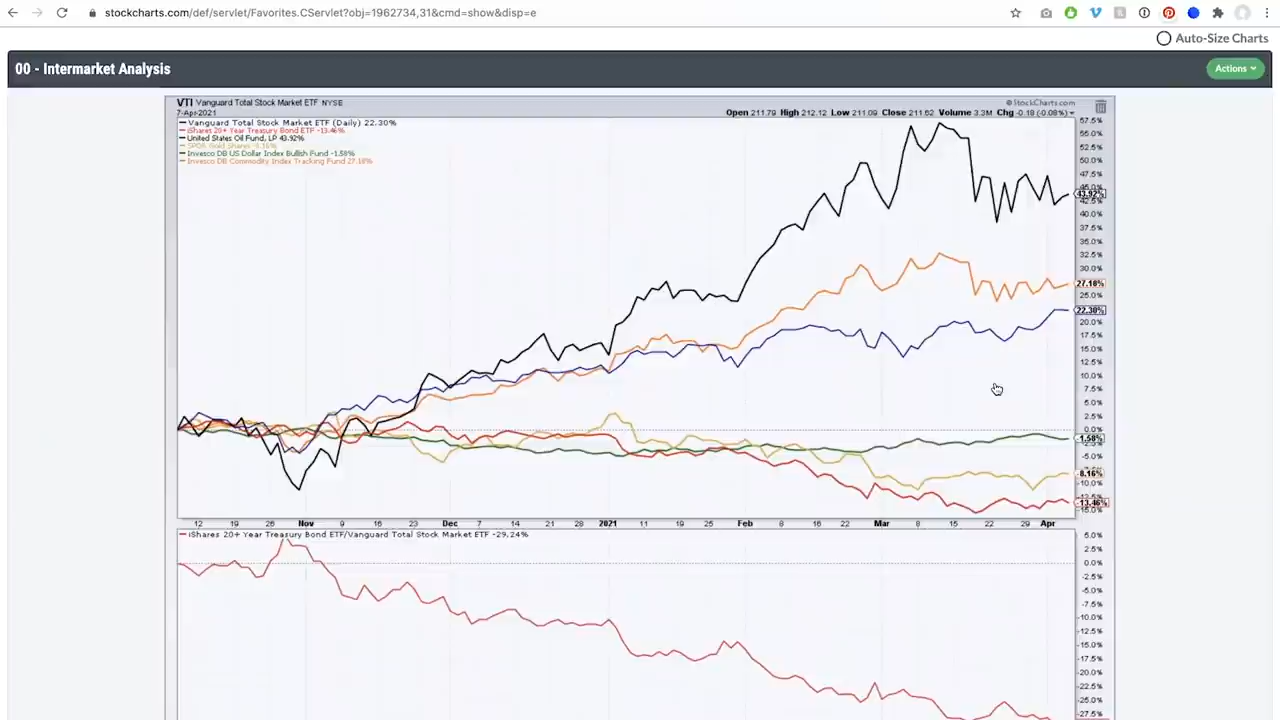 stockcharts.com/def/servlet/Favorites.CServlet?obj=1962734,31&cmd=show&disp=e
Auto-Size Charts
00 - Intermarket Analysis
Actions
VTI Vanguard Total Stock Market ETF NYSE
© StockCharts.com
7-Apr-2021
Open 211.79 High 212.12 Low 211.09 Close 211.62 Volume 3.3M Chg -0.18 (-0.08%)
Vanguard Total Stock Market ETF (Daily) 22.30%
iShares 20+ Year Treasury Bond ETF -13.46%
United States Oil Fund, LP 43.92%
SPDR Gold Shares -8.16%
Invesco DB US Dollar Index Bullish Fund -1.58%
Invesco DB Commodity Index Tracking Fund 27.18%
57.5%
55.0%
52.5%
50.0%
47.5%
45.0%
43.92%
42.5%
40.0%
37.5%
35.0%
32.5%
30.0%
27.18%
25.0%
22.30%
20.0%
17.5%
15.0%
12.5%
10.0%
7.5%
5.0%
2.5%
0.0%
-1.58%
-5.0%
-8.16%
-10.0%
-13.46%
-15.0%
12 19 26 Nov 9 16 23 Dec 7 14 21 28 2021 11 19 25 Feb 8 16 22 Mar 8 15 22 29 Apr
iShares 20+ Year Treasury Bond ETF/Vanguard Total Stock Market ETF -29.24%
5.0%
2.5%
0.0%
-2.5%
-5.0%
-7.5%
-10.0%
-12.5%
-15.0%
-17.5%
-20.0%
-22.5%
-25.0%
-27.5%